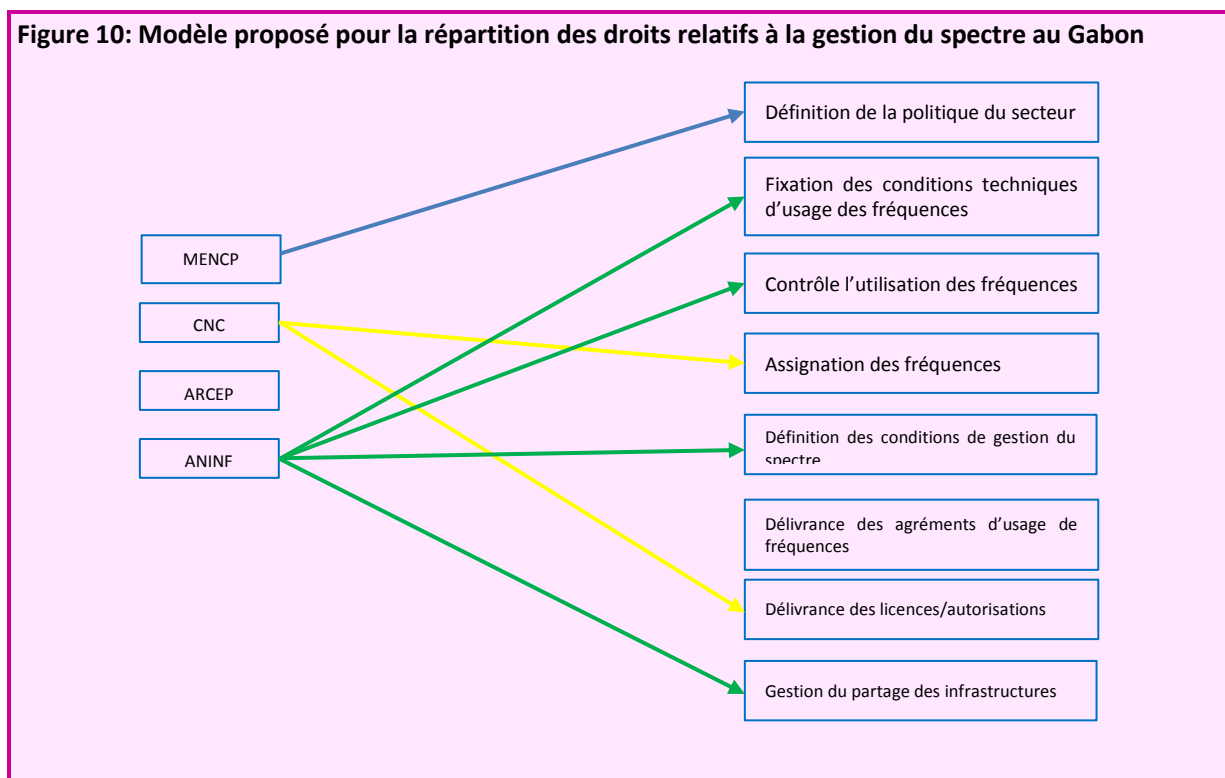 Figure 10: Modèle proposé pour la répartition des droits relatifs à la gestion du spectre au Gabon
MENCP
CNC
ARCEP
ANINF
Définition de la politique du secteur
Fixation des conditions techniques
d’usage des fréquences
Contrôle l’utilisation des fréquences
Assignation des fréquences
Définition des conditions de gestion du
spectre
Délivrance des agréments d’usage de
fréquences
Délivrance des licences/autorisations
Gestion du partage des infrastructures